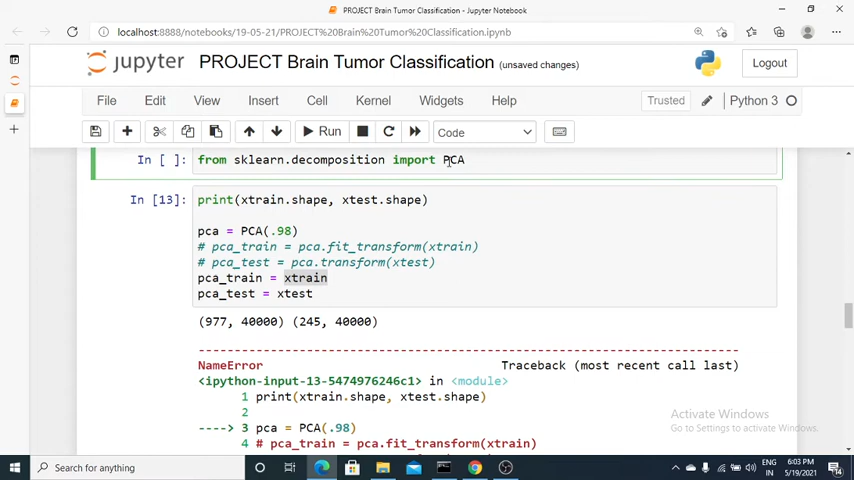 PROJECT Brain Tumor Classification - Jupyter Notebook
localhost:8888/notebooks/19-05-21/PROJECT%20Brain%20Tumor%20Classification.ipynb
jupyter PROJECT Brain Tumor Classification (unsaved changes) Logout
File Edit View Insert Cell Kernel Widgets Help Trusted Python 3
Run Code
In [ ]: from sklearn.decomposition import PCA
In [13]: print(xtrain.shape, xtest.shape)
pca = PCA(.98)
# pca_train = pca.fit_transform(xtrain)
# pca_test = pca.transform(xtest)
pca_train = xtrain
pca_test = xtest
(977, 40000) (245, 40000)
---------------------------------------------------------------------------
NameError Traceback (most recent call last)
<ipython-input-13-5474976246c1> in <module>
1 print(xtrain.shape, xtest.shape)
2
----> 3 pca = PCA(.98)
4 # pca_train = pca.fit_transform(xtrain)
Activate Windows
Go to Settings to activate Windows.
Type here to search
ENG 6:03 PM
IN 5/19/2021
14